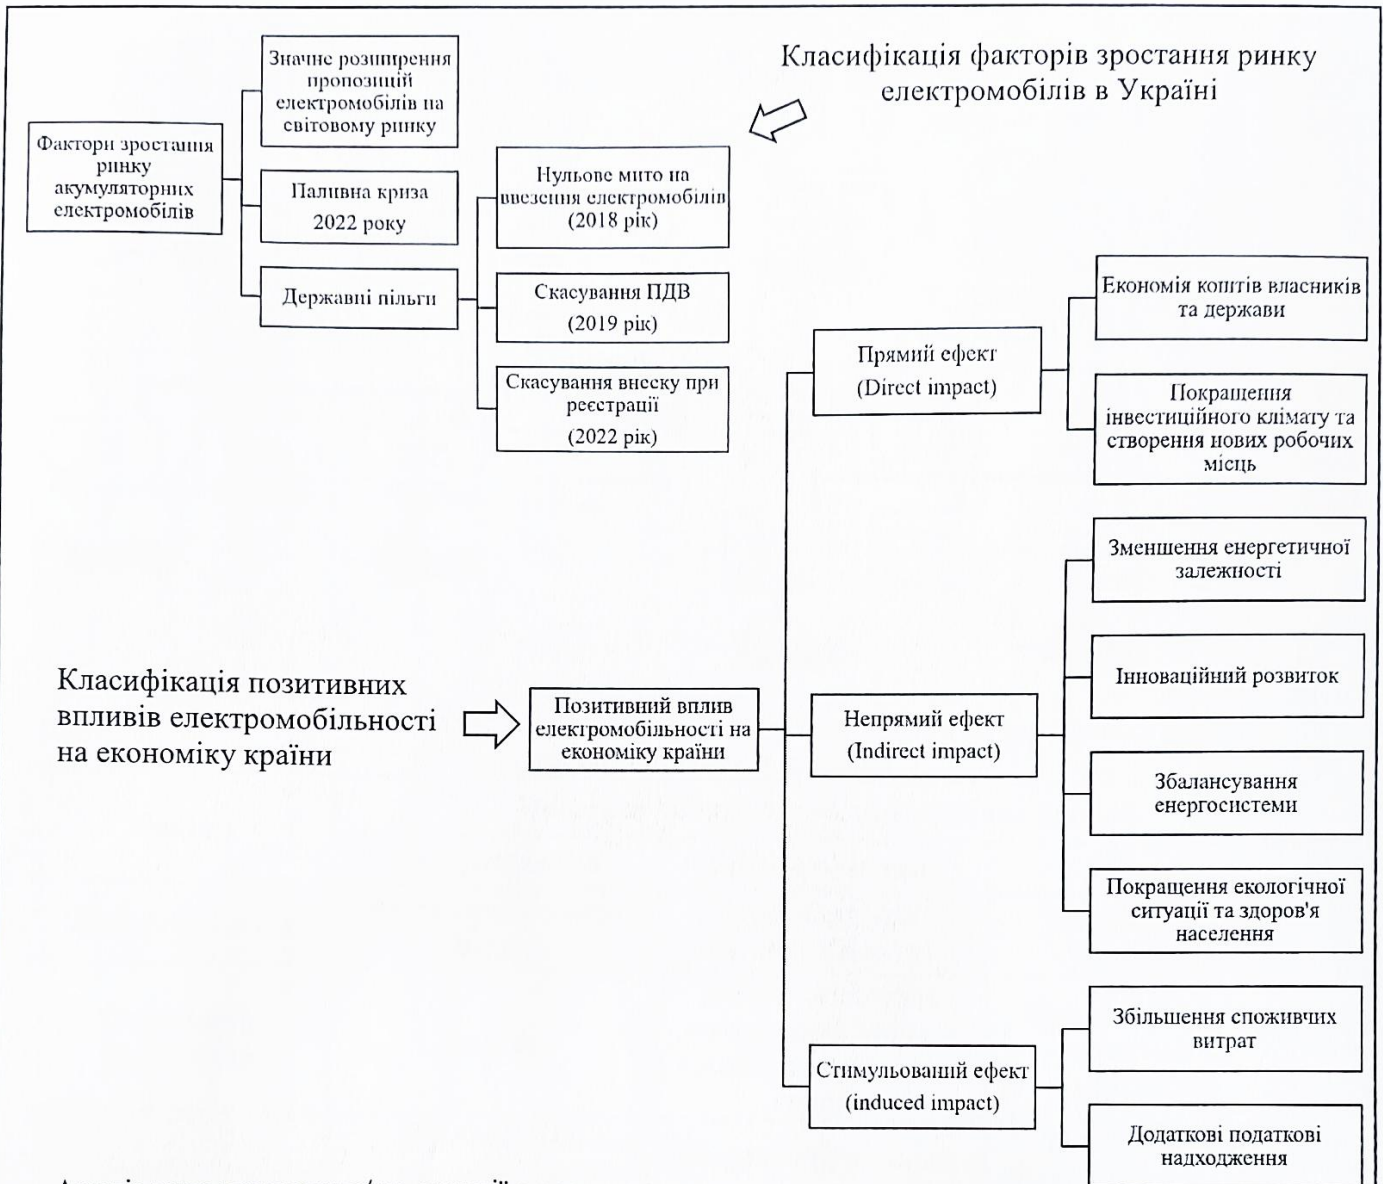 Класифікація факторів зростання ринку
електромобілів в Україні
Фактори зростання
ринку
акумуляторних
електромобілів
Значне розширення
пропозицій
електромобілів на
світовому ринку
Паливна криза
2022 року
Державні пільги
Нульове мито на
ввезення електромобілів
(2018 рік)
Скасування ПДВ
(2019 рік)
Скасування внеску при
реєстрації
(2022 рік)
Класифікація позитивних
впливів електромобільності
на економіку країни
Позитивний вплив
електромобільності на
економіку країни
Прямий ефект
(Direct impact)
Економія коштів власників
та держави
Покращення
інвестиційного клімату та
створення нових робочих
місць
Непрямий ефект
(Indirect impact)
Зменшення енергетичної
залежності
Інноваційний розвиток
Збалансування
енергосистеми
Покращення екологічної
ситуації та здоров'я
населення
Стимульований ефект
(induced impact)
Збільшення споживчих
витрат
Додаткові податкові
надходження